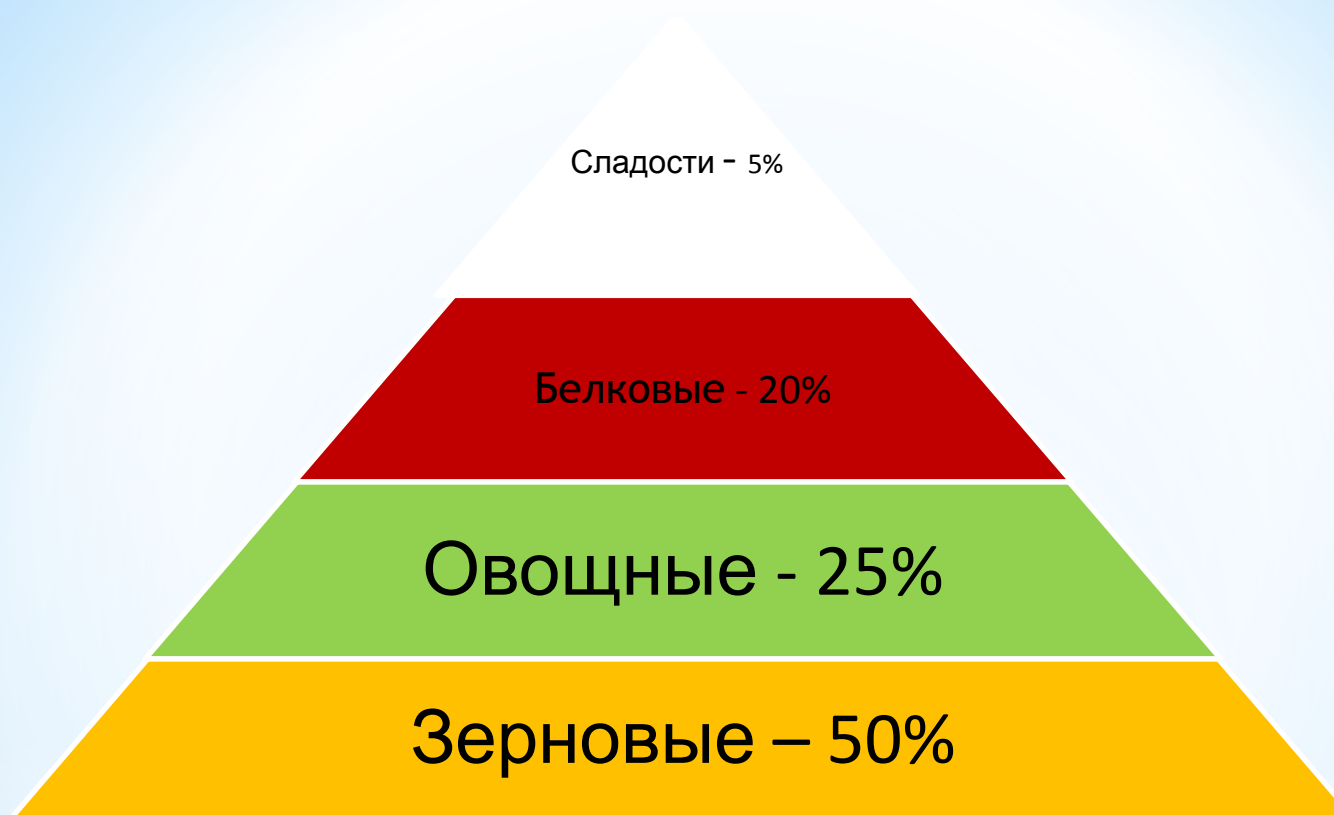 Сладости - 5%
Белковые - 20%
Овощные - 25%
Зерновые – 50%